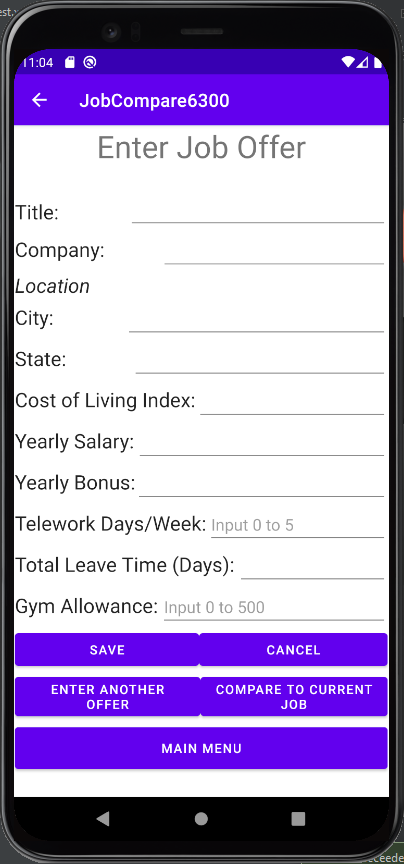 est.
11:04
JobCompare6300
Enter Job Offer
Title:
Company:
Location
City:
State:
Cost of Living Index:
Yearly Salary:
Yearly Bonus:
Telework Days/Week: Input 0 to 5
Total Leave Time (Days):
Gym Allowance: Input 0 to 500
SAVE CANCEL
ENTER ANOTHER
OFFER
COMPARE TO CURRENT
JOB
MAIN MENU